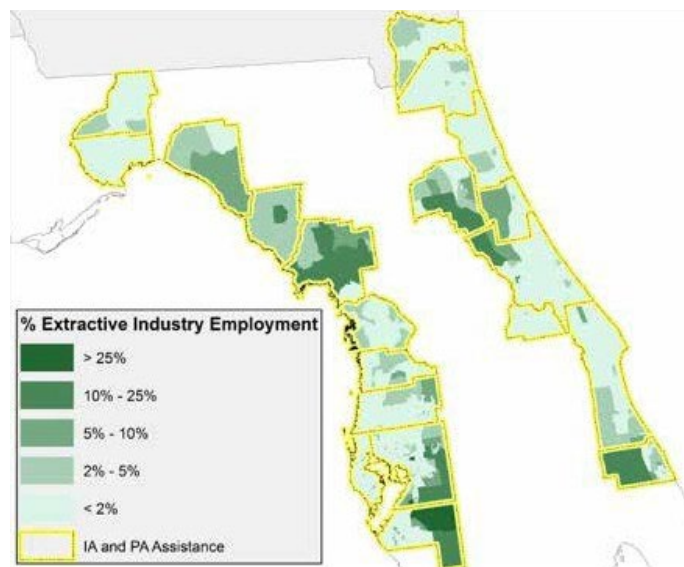 % Extractive Industry Employment
> 25%
10% - 25%
5% - 10%
2% - 5%
< 2%
IA and PA Assistance